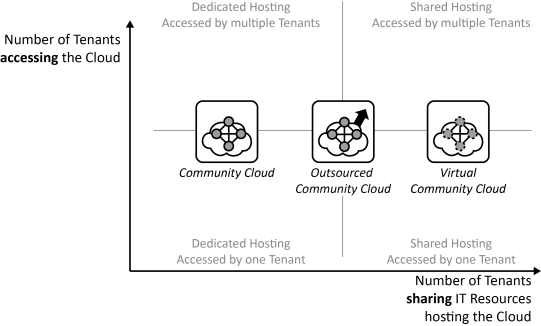 Dedicated Hosting
Accessed by multiple Tenants
Shared Hosting
Accessed by multiple Tenants
Number of Tenants
accessing the Cloud
Community Cloud
Outsourced
Community Cloud
Virtual
Community Cloud
Dedicated Hosting
Accessed by one Tenant
Shared Hosting
Accessed by one Tenant
Number of Tenants
sharing IT Resources
hosting the Cloud